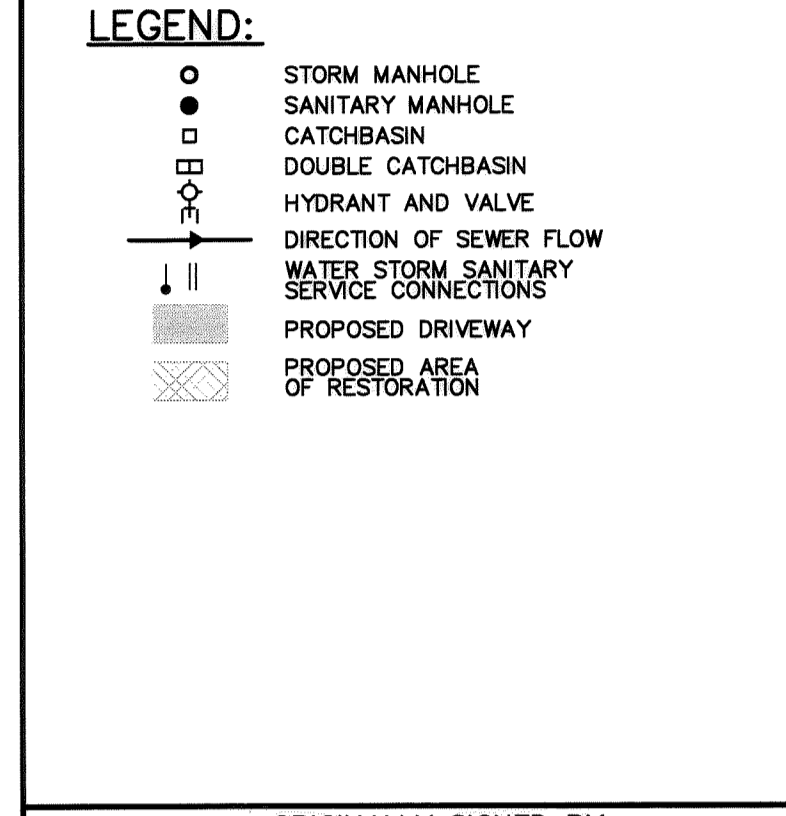 LEGEND:
STORM MANHOLE
SANITARY MANHOLE
CATCHBASIN
DOUBLE CATCHBASIN
HYDRANT AND VALVE
DIRECTION OF SEWER FLOW
WATER STORM SANITARY
SERVICE CONNECTIONS
PROPOSED DRIVEWAY
PROPOSED AREA
OF RESTORATION